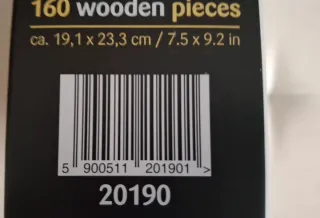 160 wooden pieces
ca. 19,1 x 23,3 cm / 7.5 x 9.2 in
5 900511 201901 >
20190